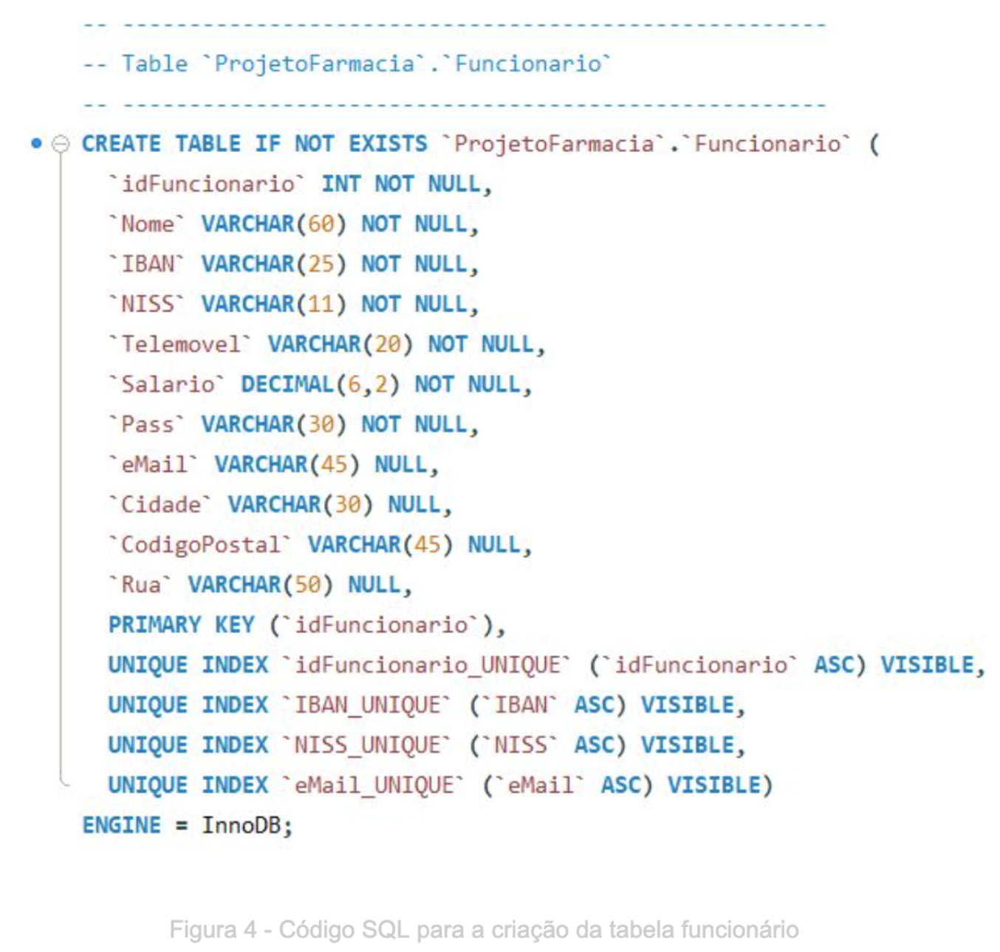 -- -----------------------------------------------------
-- Table `ProjetoFarmacia`.`Funcionario`
-- -----------------------------------------------------
CREATE TABLE IF NOT EXISTS `ProjetoFarmacia`.`Funcionario` (
`idFuncionario` INT NOT NULL,
`Nome` VARCHAR(60) NOT NULL,
`IBAN` VARCHAR(25) NOT NULL,
`NISS` VARCHAR(11) NOT NULL,
`Telemovel` VARCHAR(20) NOT NULL,
`Salario` DECIMAL(6,2) NOT NULL,
`Pass` VARCHAR(30) NOT NULL,
`eMail` VARCHAR(45) NULL,
`Cidade` VARCHAR(30) NULL,
`CodigoPostal` VARCHAR(45) NULL,
`Rua` VARCHAR(50) NULL,
PRIMARY KEY (`idFuncionario`),
UNIQUE INDEX `idFuncionario_UNIQUE` (`idFuncionario` ASC) VISIBLE,
UNIQUE INDEX `IBAN_UNIQUE` (`IBAN` ASC) VISIBLE,
UNIQUE INDEX `NISS_UNIQUE` (`NISS` ASC) VISIBLE,
UNIQUE INDEX `eMail_UNIQUE` (`eMail` ASC) VISIBLE)
ENGINE = InnoDB;
Figura 4 - Código SQL para a criação da tabela funcionário